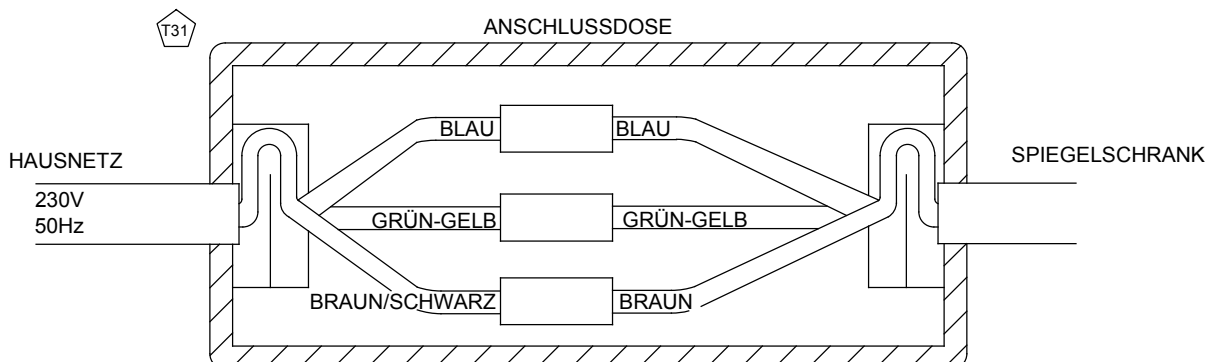 T31
ANSCHLUSSDOSE
BLAU BLAU
HAUSNETZ
SPIEGELSCHRANK
230V
50Hz
GRÜN-GELB GRÜN-GELB
BRAUN/SCHWARZ BRAUN